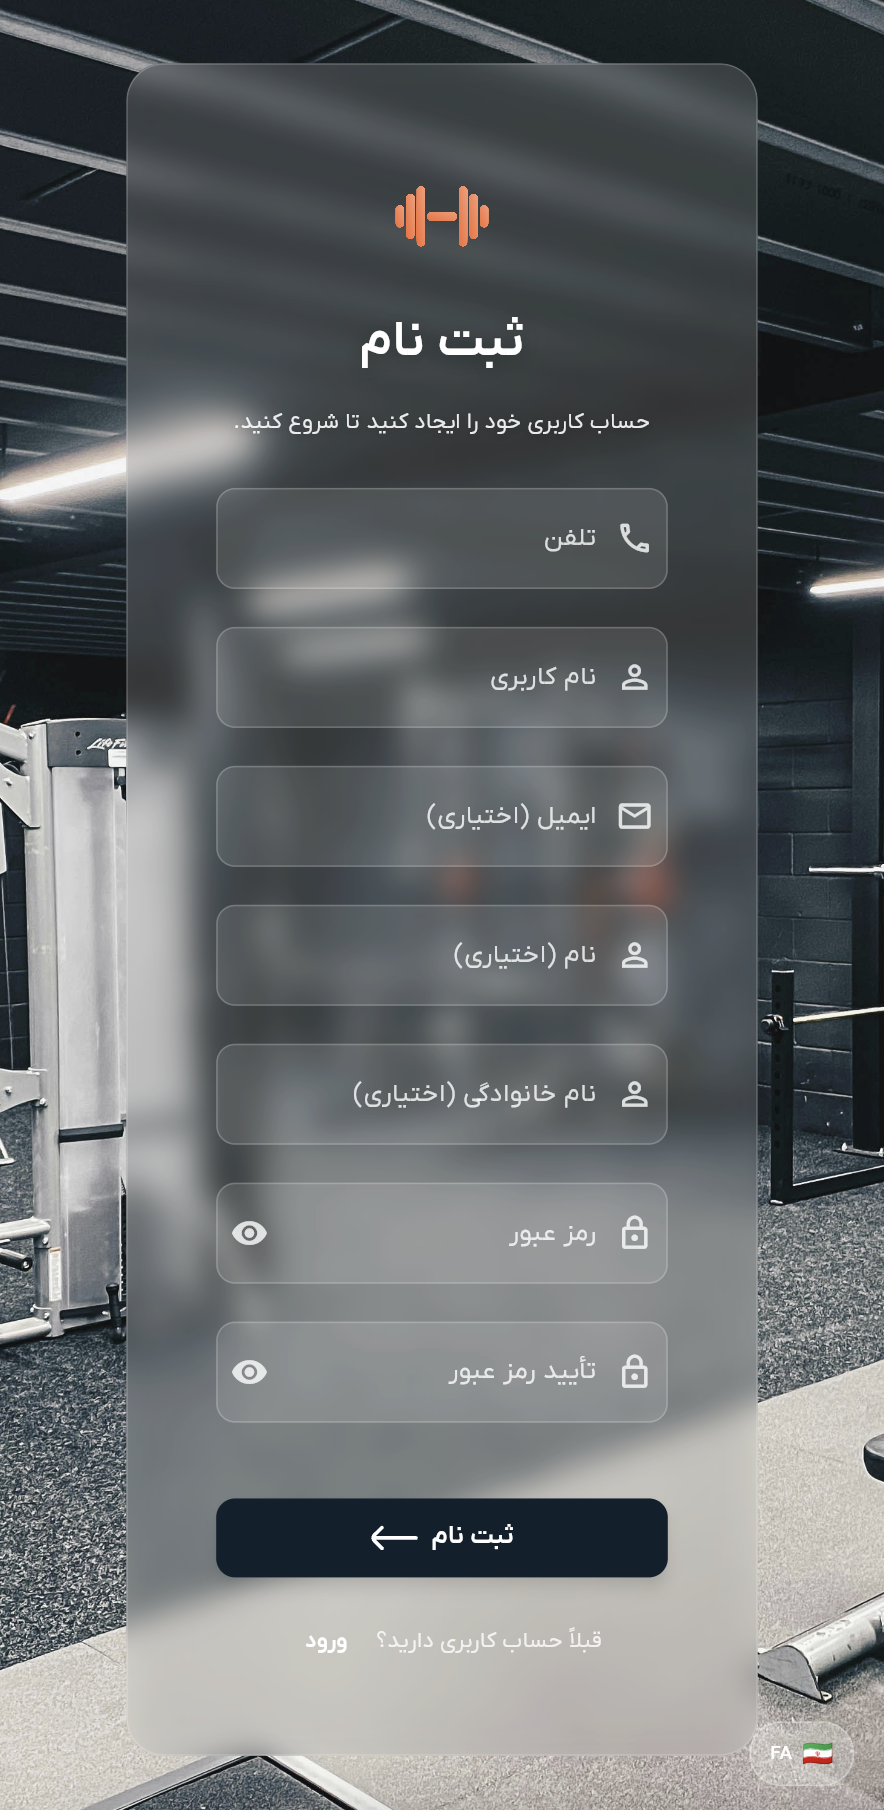 ثبت نام
حساب کاربری خود را ایجاد کنید تا شروع کنید.
تلفن
نام کاربری
ایمیل (اختیاری)
نام (اختیاری)
نام خانوادگی (اختیاری)
رمز عبور
تأیید رمز عبور
ثبت نام
قبلاً حساب کاربری دارید؟ ورود
FA